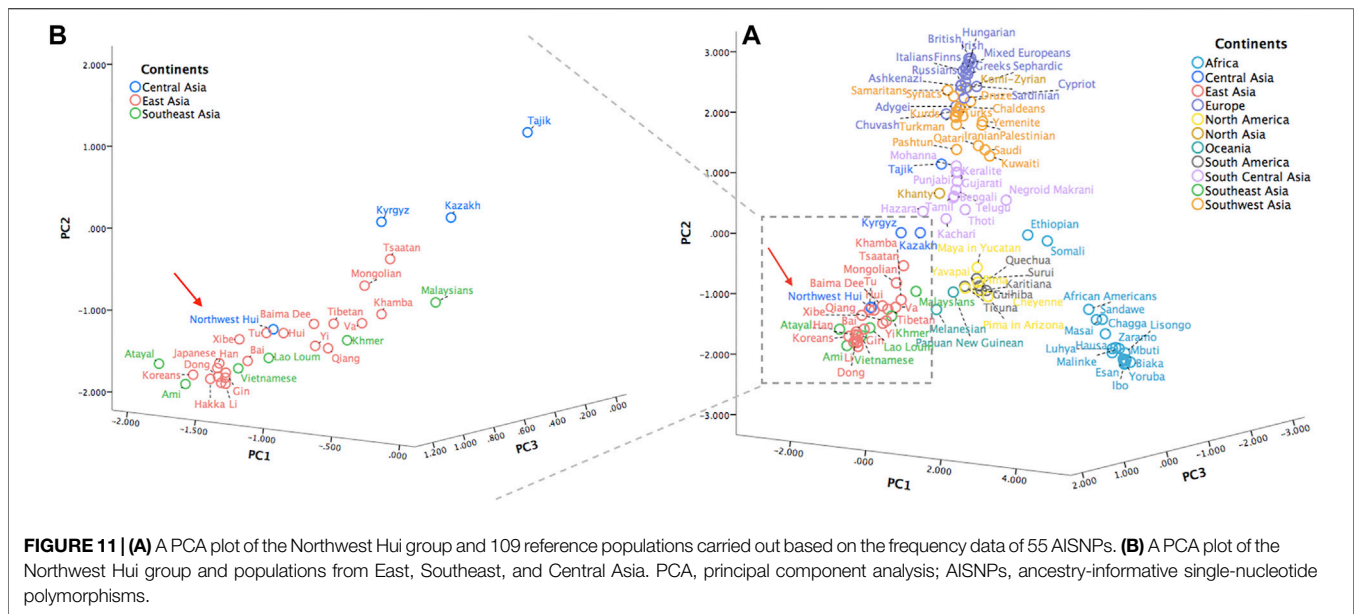 B
Continents
Central Asia
East Asia
Southeast Asia
2.000
1.000
.000
-1.000
-2.000
PC2
Tajik
Kyrgyz
Kazakh
Tsaatan
Mongolian
Malaysians
Khamba
Northwest Hui
Baima Dee
Tibetan
Tu
Hui
Va
Xibe
Yi
Khmer
Qiang
Bai
Lao Loum
Atayal
Japanese Han
Dong
Koreans
Vietnamese
Ami
Gin
Hakka Li
-2.000
-1.500
-1.000
-.500
.000
PC1
1.200
1.000
.800
.600
.400
.200
.000
PC3
A
Continents
Africa
Central Asia
East Asia
Europe
North America
North Asia
Oceania
South America
South Central Asia
Southeast Asia
Southwest Asia
3.000
2.000
1.000
.000
-1.000
-2.000
-3.000
PC2
Hungarian
British
Irish
Italians
Finns
Mixed Europeans
Russians
Greeks
Sephardic
Ashkenazi
Komi-Zyrian
Cypriot
Samaritans
Druze
Sardinian
Adygei
Kurds
Turks
Chaldeans
Chuvash
Turkman
Yemenite
Qatari
Iranian
Palestinian
Pashtun
Saudi
Mohanna
Kuwaiti
Tajik
Keralite
Punjabi
Gujarati
Khanty
Bengali
Negroid Makrani
Hazara
Tamil
Telugu
Thoti
Kachari
Kyrgyz
Kazakh
Ethiopian
Somali
Khamba
Maya in Yucatan
Tsaatan
Quechua
Mongolian
Yavapai
Surui
Baima Dee
Tu
Karitiana
Northwest Hui
Hui
Guihiba
Cheyenne
Ticuna
Malaysians
Va
African Americans
Qiang
Xibe
Pima in Arizona
Sandawe
Bai
Tibetan
Melanesian
Masai
Chagga
Lisongo
Atayal
Han
Yi
Khmer
Papuan New Guinean
Zaramo
Koreans
Gin
Lao Loum
Luhya
Hausa
Mbuti
Ami
Li
Vietnamese
Malinke
Biaka
Dong
Esan
Yoruba
Ibo
-2.000
.000
2.000
4.000
PC1
2.000
1.000
.000
-1.000
-2.000
-3.000
PC3
FIGURE 11 | (A) A PCA plot of the Northwest Hui group and 109 reference populations carried out based on the frequency data of 55 AISNPs. (B) A PCA plot of the
Northwest Hui group and populations from East, Southeast, and Central Asia. PCA, principal component analysis; AISNPs, ancestry-informative single-nucleotide
polymorphisms.